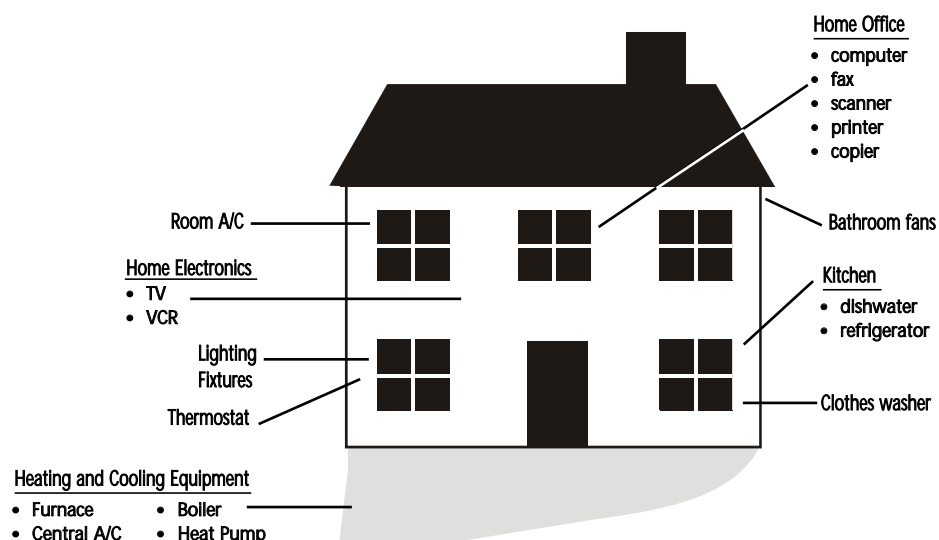 Home Office
• computer
• fax
• scanner
• printer
• copier
Room A/C
Bathroom fans
Home Electronics
• TV
• VCR
Kitchen
• dishwater
• refrigerator
Lighting
Fixtures
Thermostat
Clothes washer
Heating and Cooling Equipment
• Furnace • Boiler
• Central A/C • Heat Pump